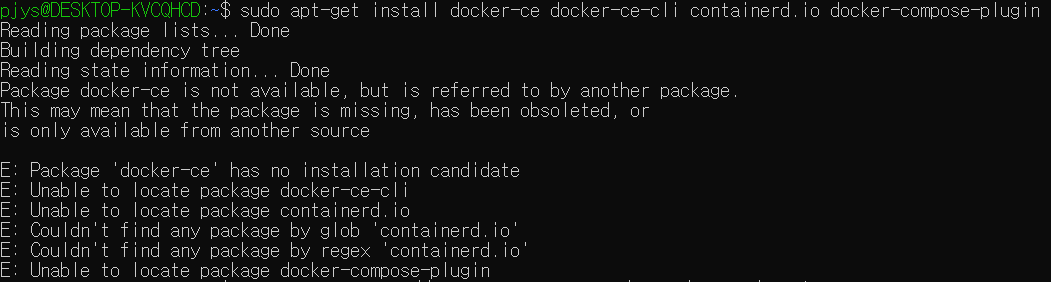 pjys@DESKTOP-KVCQHCD:~$ sudo apt-get install docker-ce docker-ce-cli containerd.io docker-compose-plugin
Reading package lists... Done
Building dependency tree
Reading state information... Done
Package docker-ce is not available, but is referred to by another package.
This may mean that the package is missing, has been obsoleted, or
is only available from another source

E: Package 'docker-ce' has no installation candidate
E: Unable to locate package docker-ce-cli
E: Unable to locate package containerd.io
E: Couldn't find any package by glob 'containerd.io'
E: Couldn't find any package by regex 'containerd.io'
E: Unable to locate package docker-compose-plugin